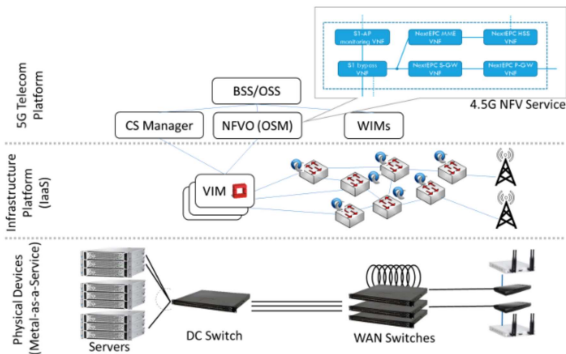 5G Telecom
Platform
S1-AP
monitoring VNF
NextEPC MME
VNF
NextEPC HSS
VNF
S1 bypass
VNF
NextEPC S-GW
VNF
NextEPC P-GW
VNF
4.5G NFV Service
BSS/OSS
CS Manager
NFVO (OSM)
WIMs
Infrastructure
Platform
(IaaS)
VIM
Physical Devices
(Metal-as-a-Service)
Servers
DC Switch
WAN Switches